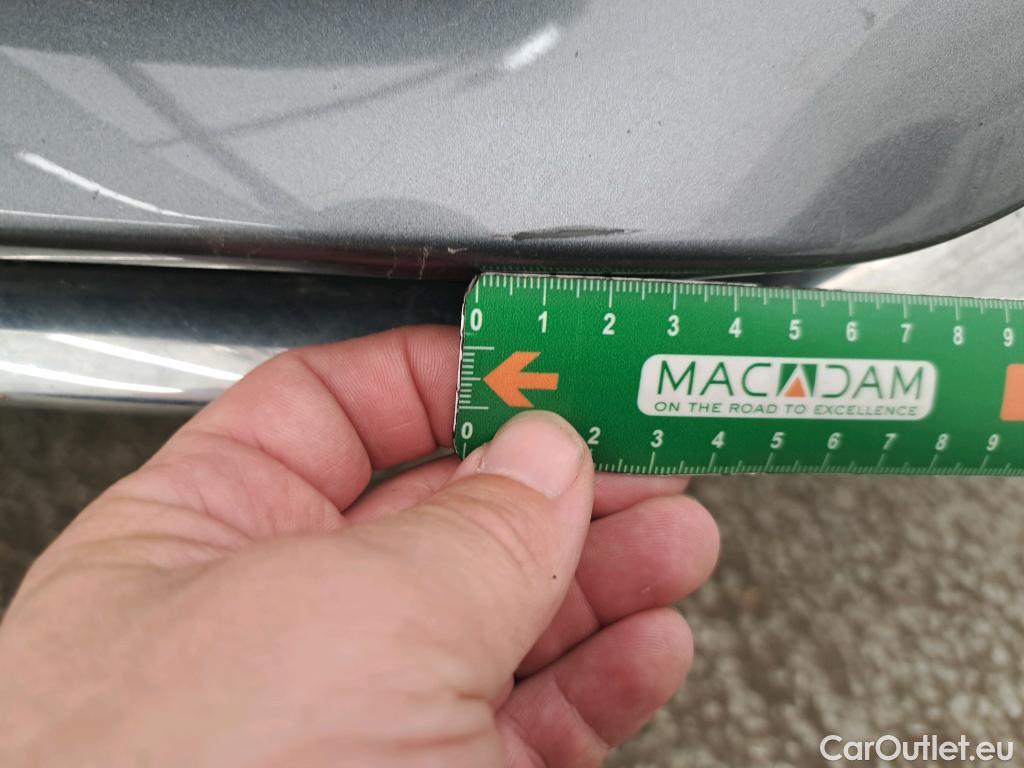 0 1 2 3 4 5 6 7 8 9
MACADAM
ON THE ROAD TO EXCELLENCE
0 2 3 4 5 6 7 8 9
CarOutlet.eu